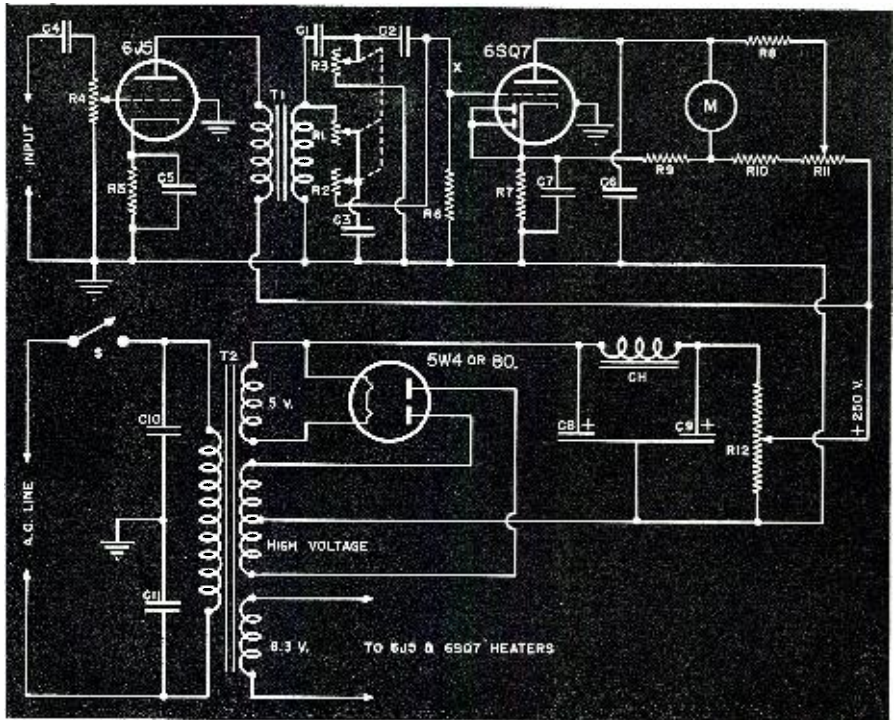 C4
6J5
C1
C2
6SQ7
R3
X
R8
T1
R4
M
INPUT
R1
R5
C5
R2
R6
R7
C7
C6
R9
R10
R11
C3
S
T2
5W4 OR 80.
5 V.
CH
C10
C8 +
C9 +
+ 250 V.
R12
A.C. LINE
HIGH VOLTAGE
C11
6.3 V.
TO 6J5 & 6SQ7 HEATERS